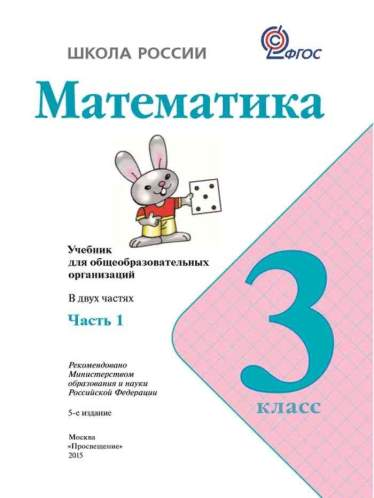 ШКОЛА РОССИИ
ФГОС
Математика
Учебник
для общеобразовательных
организаций
В двух частях
Часть 1
3
класс
Рекомендовано
Министерством
образования и науки
Российской Федерации
5-е издание
Москва
«Просвещение»
2015